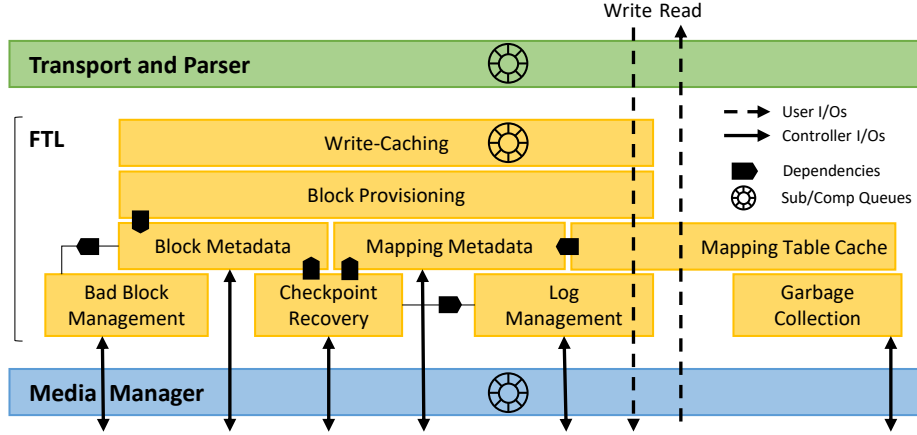 Write Read
Transport and Parser
FTL
User I/Os
Controller I/Os
Dependencies
Sub/Comp Queues
Write-Caching
Block Provisioning
Block Metadata
Mapping Metadata
Mapping Table Cache
Bad Block
Management
Checkpoint
Recovery
Log
Management
Garbage
Collection
Media Manager